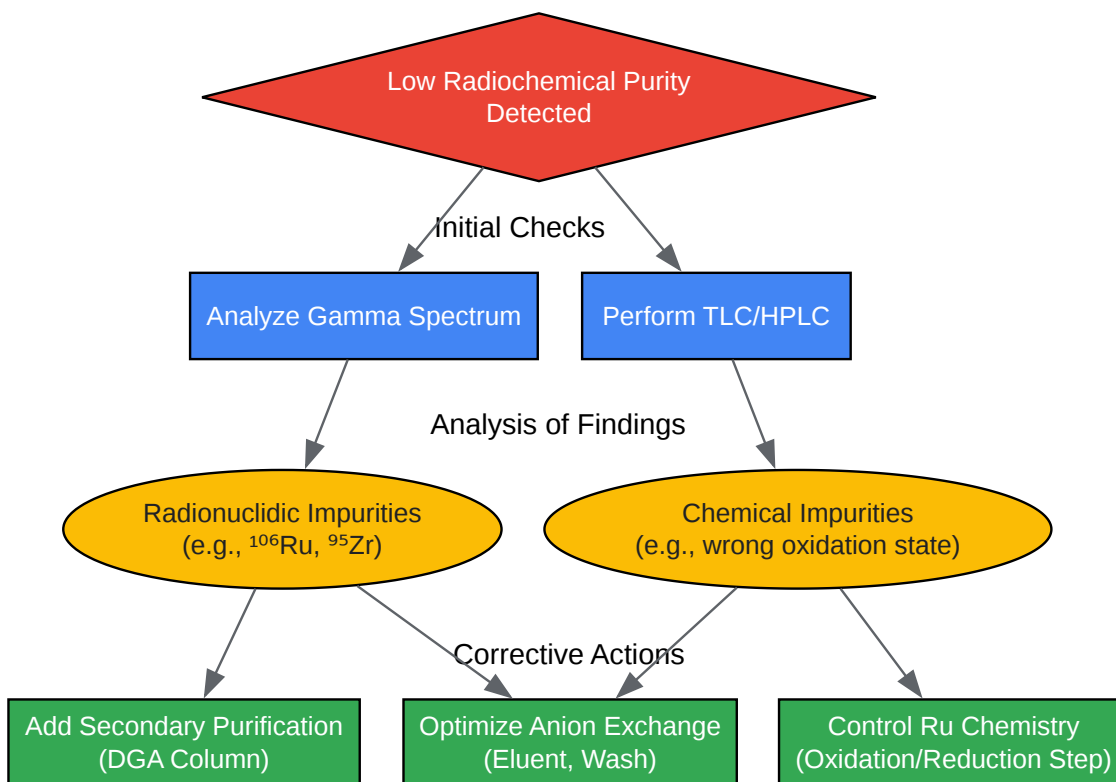 Low Radiochemical Purity
Detected
Initial Checks
Analyze Gamma Spectrum
Perform TLC/HPLC
Analysis of Findings
Radionuclidic Impurities
(e.g., ¹⁰⁶Ru, ⁹⁵Zr)
Chemical Impurities
(e.g., wrong oxidation state)
Corrective Actions
Add Secondary Purification
(DGA Column)
Optimize Anion Exchange
(Eluent, Wash)
Control Ru Chemistry
(Oxidation/Reduction Step)